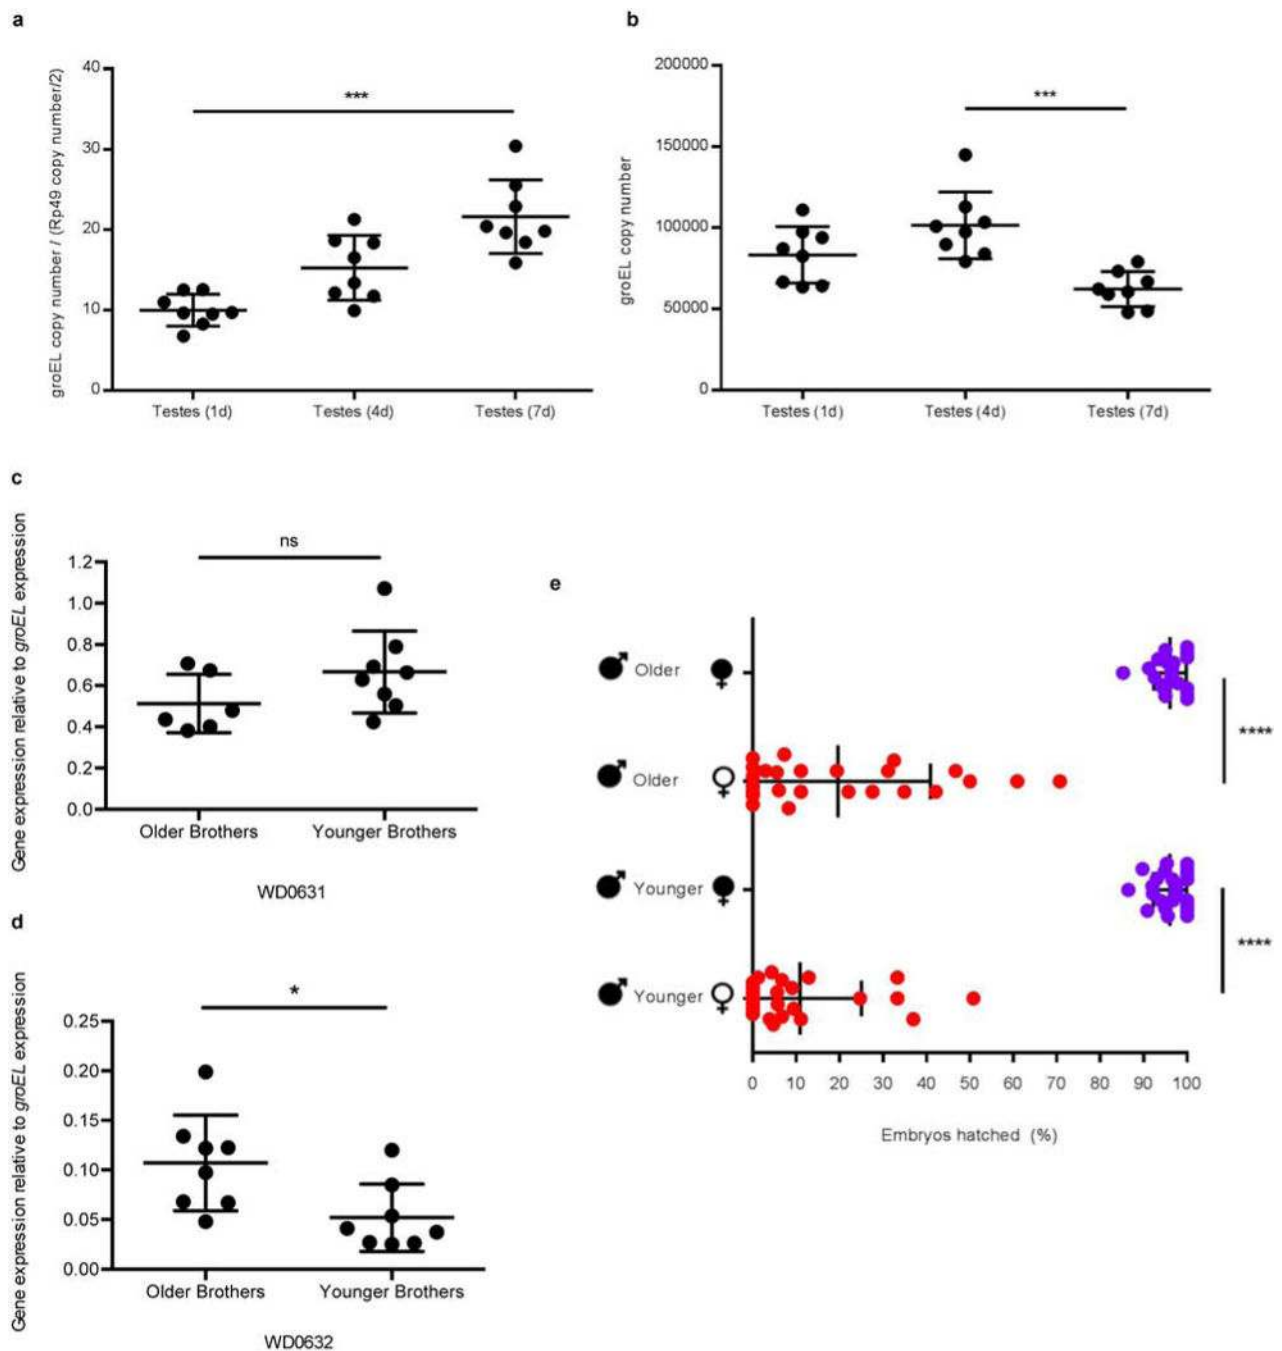 a
groEL copy number / (Rp49 copy number/2)
40
30
20
10
0
***
Testes (1d)
Testes (4d)
Testes (7d)
b
groEL copy number
200000
150000
100000
50000
0
***
Testes (1d)
Testes (4d)
Testes (7d)
c
Gene expression relative to groEL expression
1.2
1.0
0.8
0.6
0.4
0.2
0.0
ns
Older Brothers
Younger Brothers
WD0631
d
Gene expression relative to groEL expression
0.25
0.20
0.15
0.10
0.05
0.00
*
Older Brothers
Younger Brothers
WD0632
e
♂ Older ♀
♂ Older ♀
****
♂ Younger ♀
♂ Younger ♀
****
0 10 20 30 40 50 60 70 80 90 100
Embryos hatched (%)